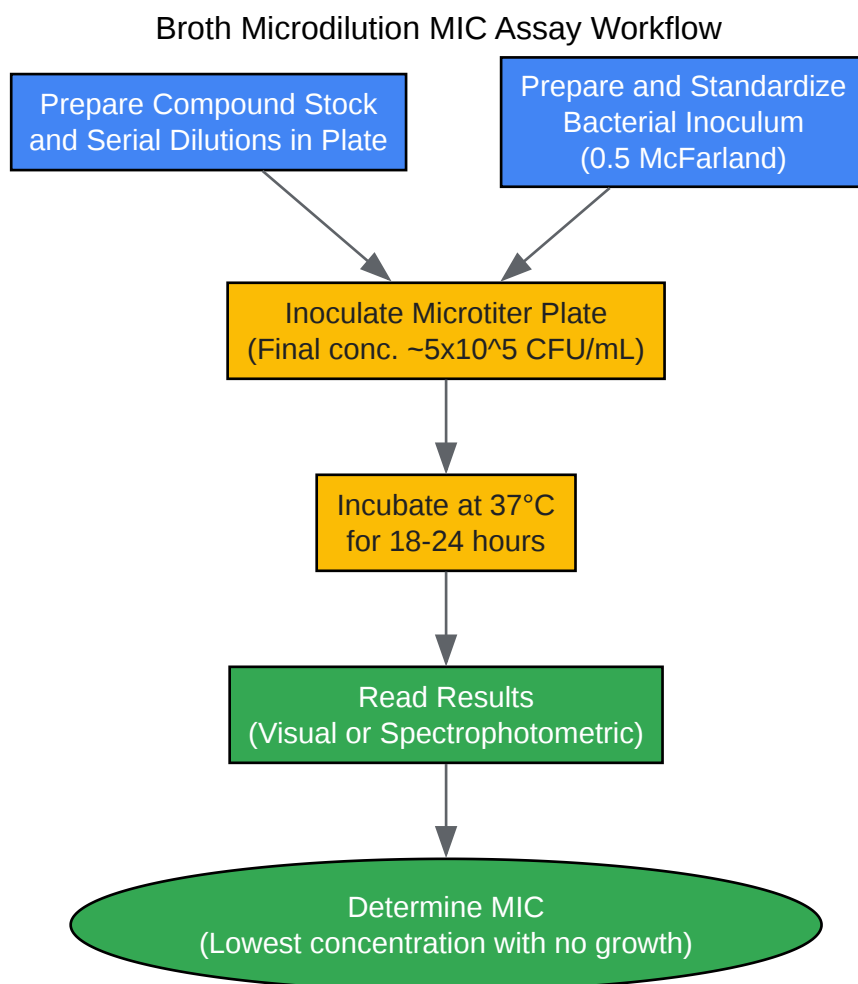 Broth Microdilution MIC Assay Workflow
Prepare Compound Stock
and Serial Dilutions in Plate
Prepare and Standardize
Bacterial Inoculum
(0.5 McFarland)
Inoculate Microtiter Plate
(Final conc. ~5x10^5 CFU/mL)
Incubate at 37°C
for 18-24 hours
Read Results
(Visual or Spectrophotometric)
Determine MIC
(Lowest concentration with no growth)